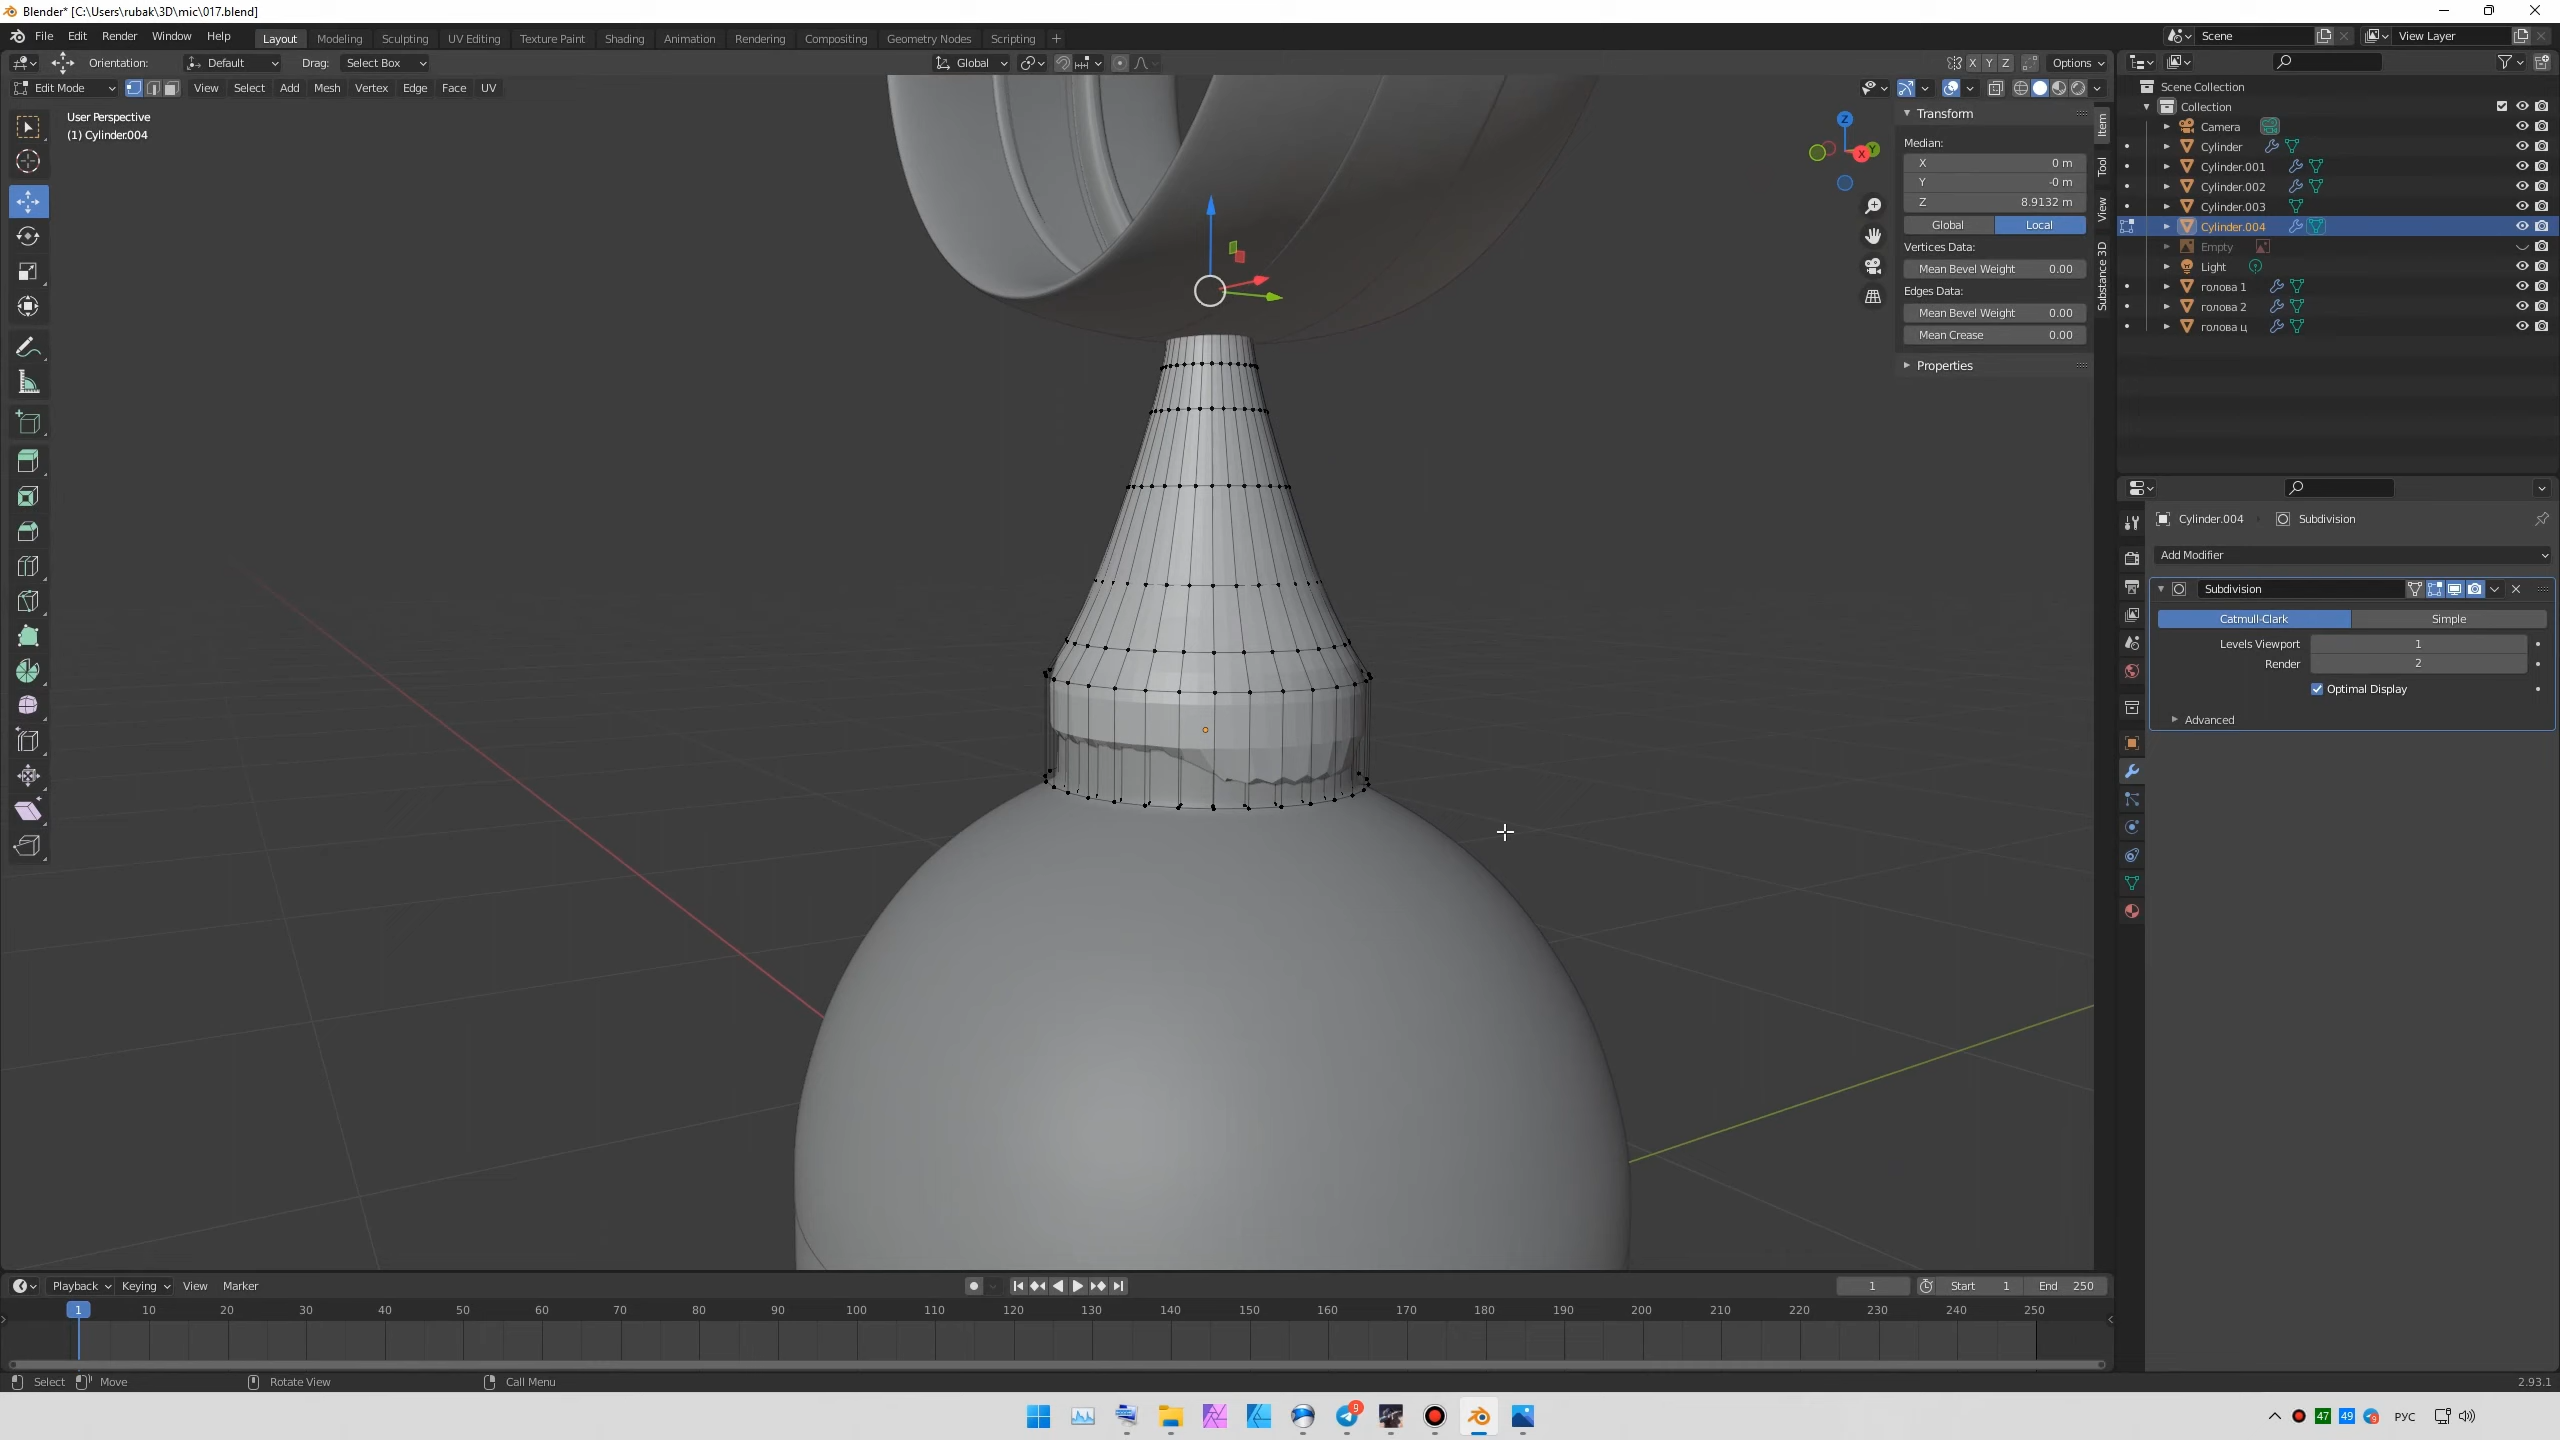 Blender* [C:\Users\rubak\3D\mic\017.blend]
File Edit Render Window Help Layout Modeling Sculpting UV Editing Texture Paint Shading Animation Rendering Compositing Geometry Nodes Scripting + Scene View Layer
Orientation: Default Drag: Select Box Global X Y Z Options
Edit Mode View Select Add Mesh Vertex Edge Face UV
User Perspective
(1) Cylinder.004
Z
X
Y
Transform
Median:
X 0 m
Y -0 m
Z 8.9132 m
Global Local
Vertices Data:
Mean Bevel Weight 0.00
Edges Data:
Mean Bevel Weight 0.00
Mean Crease 0.00
Properties
Item
Tool
View
Substance 3D
Scene Collection
Collection
Camera
Cylinder
Cylinder.001
Cylinder.002
Cylinder.003
Cylinder.004
Empty
Light
голова 1
голова 2
голова ц
Cylinder.004 Subdivision
Add Modifier
Subdivision
Catmull-Clark Simple
Levels Viewport 1
Render 2
Optimal Display
Advanced
Playback Keying View Marker 1 Start 1 End 250
1 10 20 30 40 50 60 70 80 90 100 110 120 130 140 150 160 170 180 190 200 210 220 230 240 250
Select Move Rotate View Call Menu 2.93.1
9
47 49 9 РУС